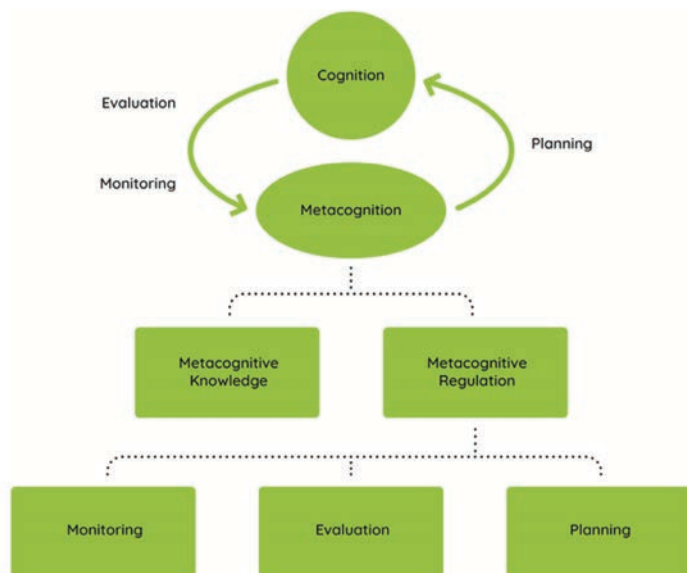 Cognition
Evaluation
Planning
Monitoring
Metacognition
Metacognitive
Knowledge
Metacognitive
Regulation
Monitoring
Evaluation
Planning